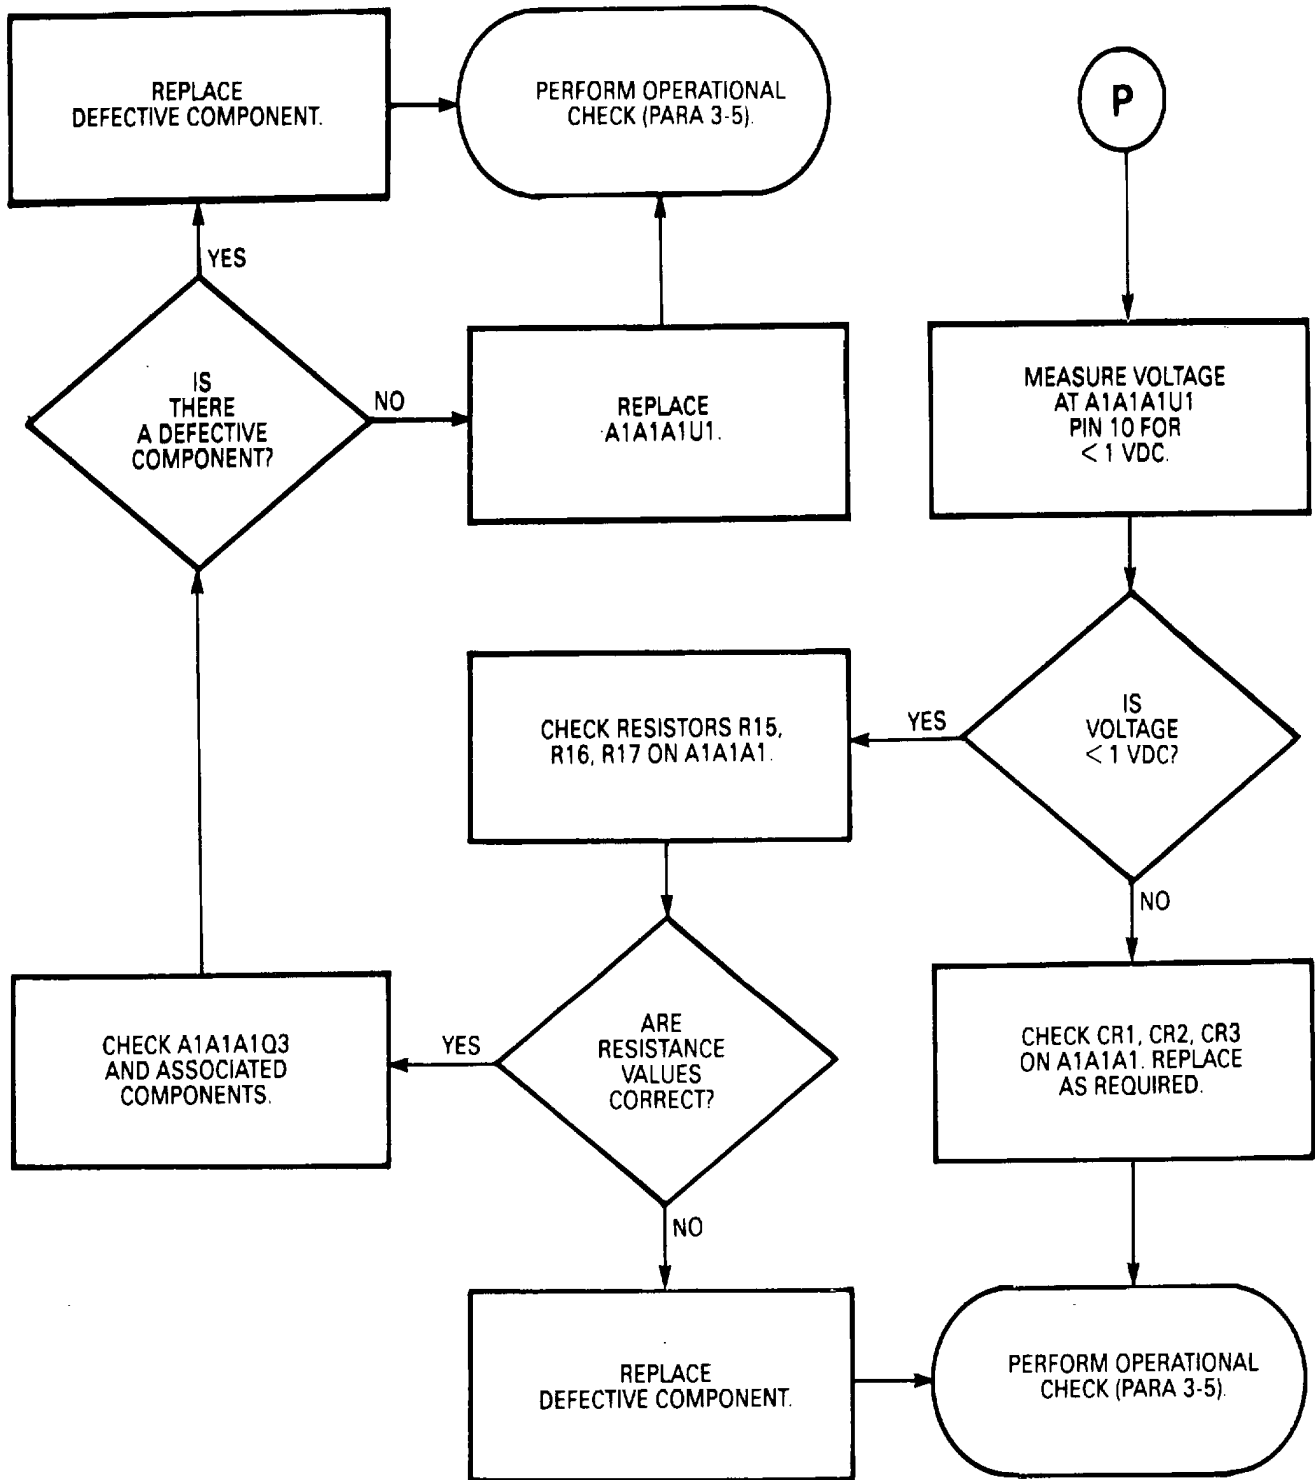 REPLACE
DEFECTIVE COMPONENT.
PERFORM OPERATIONAL
CHECK (PARA 3-5).
P
YES
IS
THERE
A DEFECTIVE
COMPONENT?
NO
REPLACE
A1A1A1U1.
MEASURE VOLTAGE
AT A1A1A1U1
PIN 10 FOR
< 1 VDC.
CHECK RESISTORS R15,
R16, R17 ON A1A1A1.
YES
IS
VOLTAGE
< 1 VDC?
NO
CHECK A1A1A1Q3
AND ASSOCIATED
COMPONENTS.
YES
ARE
RESISTANCE
VALUES
CORRECT?
CHECK CR1, CR2, CR3
ON A1A1A1. REPLACE
AS REQUIRED.
NO
REPLACE
DEFECTIVE COMPONENT.
PERFORM OPERATIONAL
CHECK (PARA 3-5).